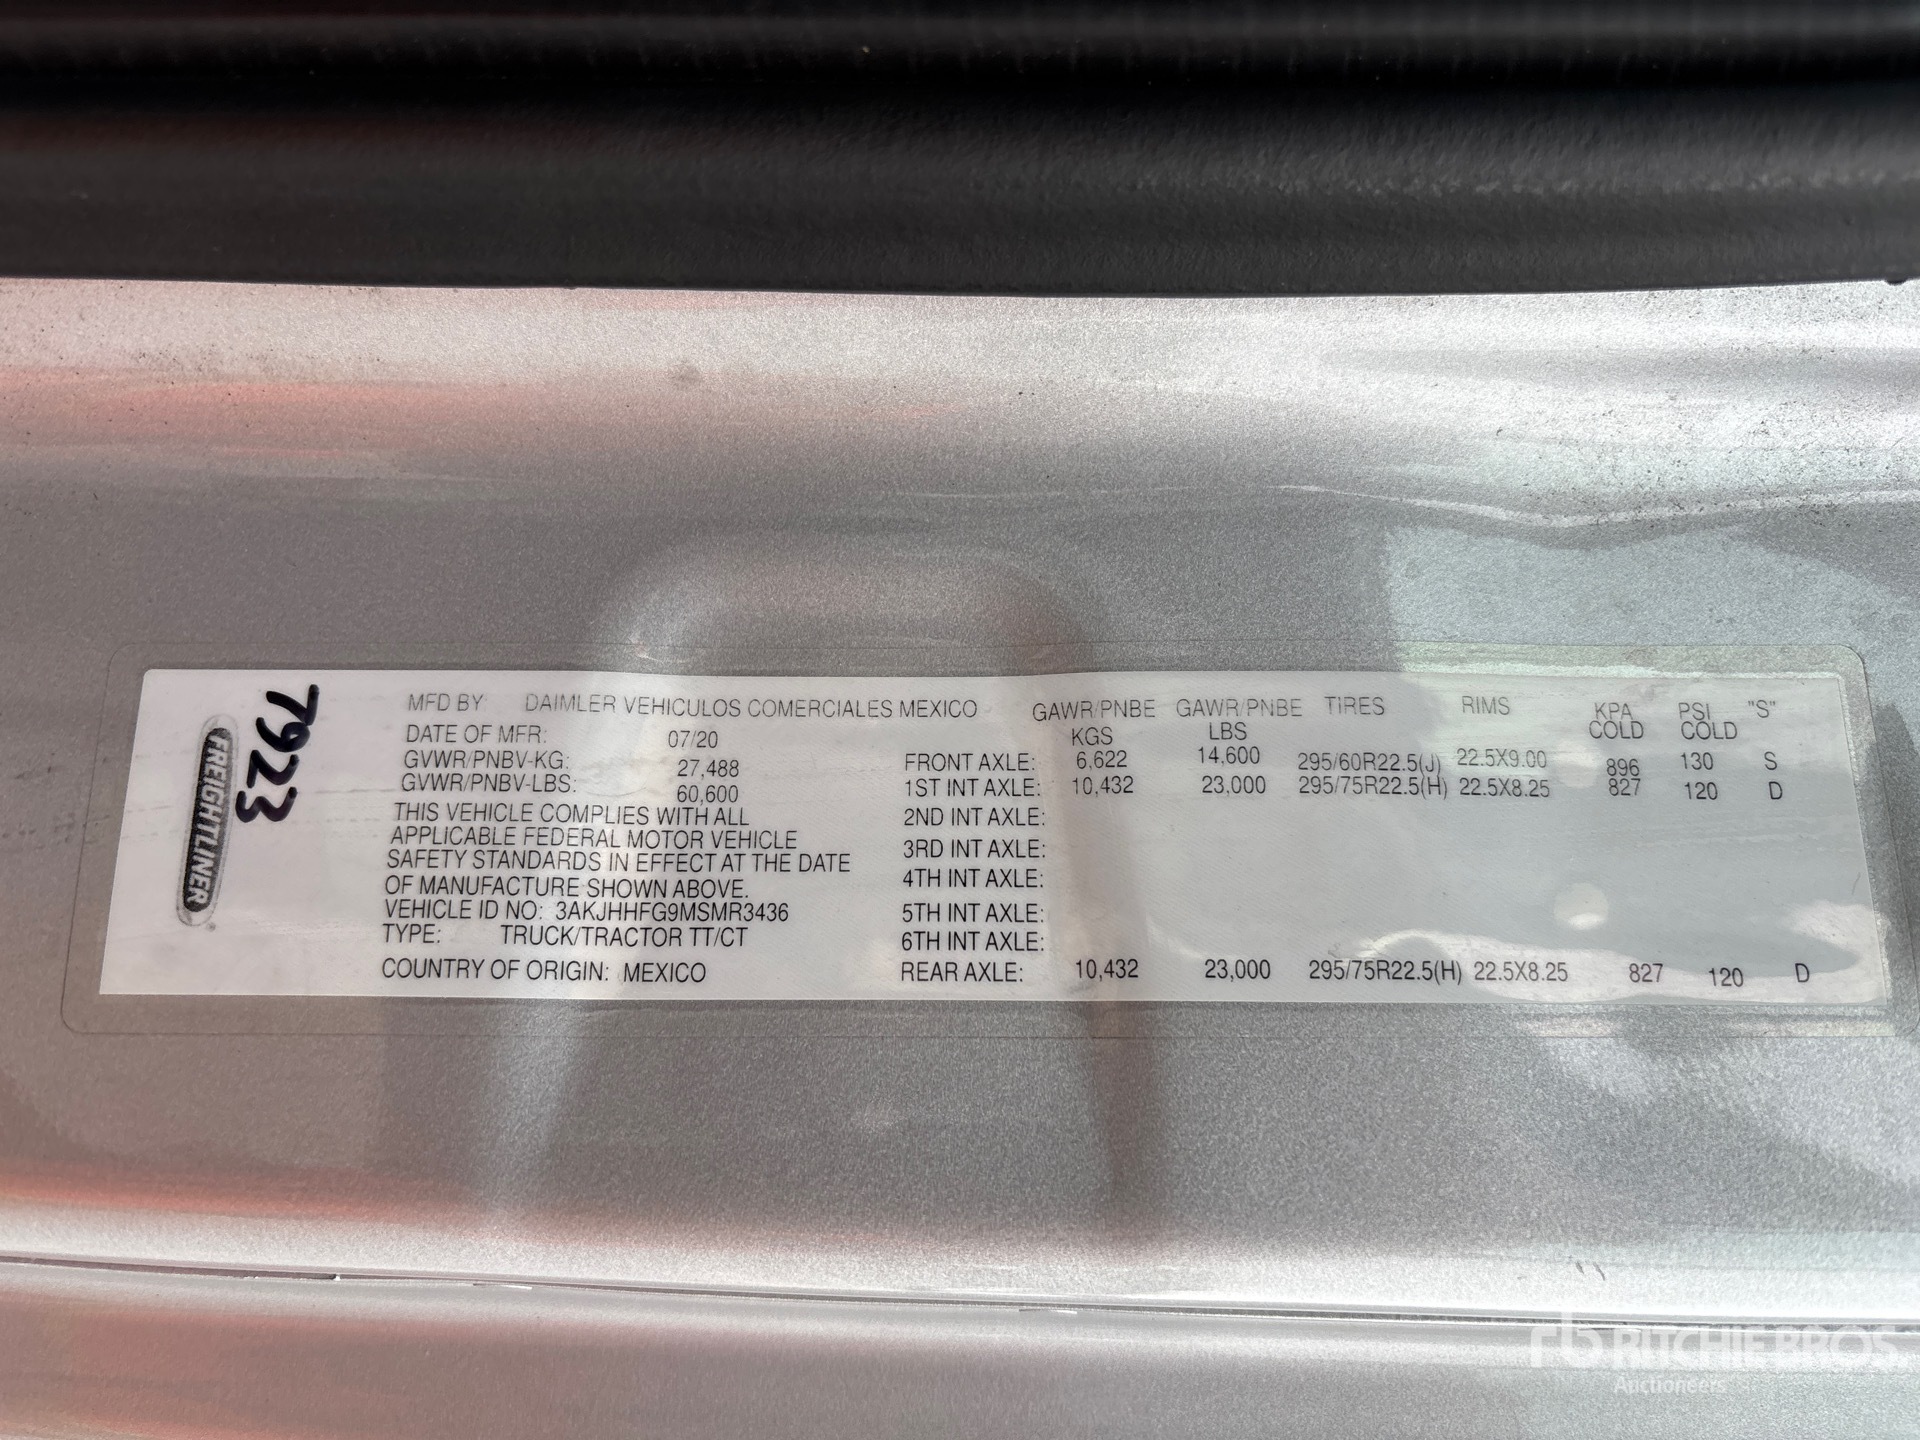 7923
FREIGHTLINER
MFD BY: DAIMLER VEHICULOS COMERCIALES MEXICO
DATE OF MFR: 07/20
GVWR/PNBV-KG: 27,488
GVWR/PNBV-LBS: 60,600
THIS VEHICLE COMPLIES WITH ALL
APPLICABLE FEDERAL MOTOR VEHICLE
SAFETY STANDARDS IN EFFECT AT THE DATE
OF MANUFACTURE SHOWN ABOVE.
VEHICLE ID NO: 3AKJHHFG9MSMR3436
TYPE: TRUCK/TRACTOR TT/CT
COUNTRY OF ORIGIN: MEXICO
GAWR/PNBE GAWR/PNBE TIRES RIMS KPA PSI "S"
KGS LBS COLD COLD
FRONT AXLE: 6,622 14,600 295/60R22.5(J) 22.5X9.00 896 130 S
1ST INT AXLE: 10,432 23,000 295/75R22.5(H) 22.5X8.25 827 120 D
2ND INT AXLE:
3RD INT AXLE:
4TH INT AXLE:
5TH INT AXLE:
6TH INT AXLE:
REAR AXLE: 10,432 23,000 295/75R22.5(H) 22.5X8.25 827 120 D
rb RITCHIE BROS.
Auctioneers